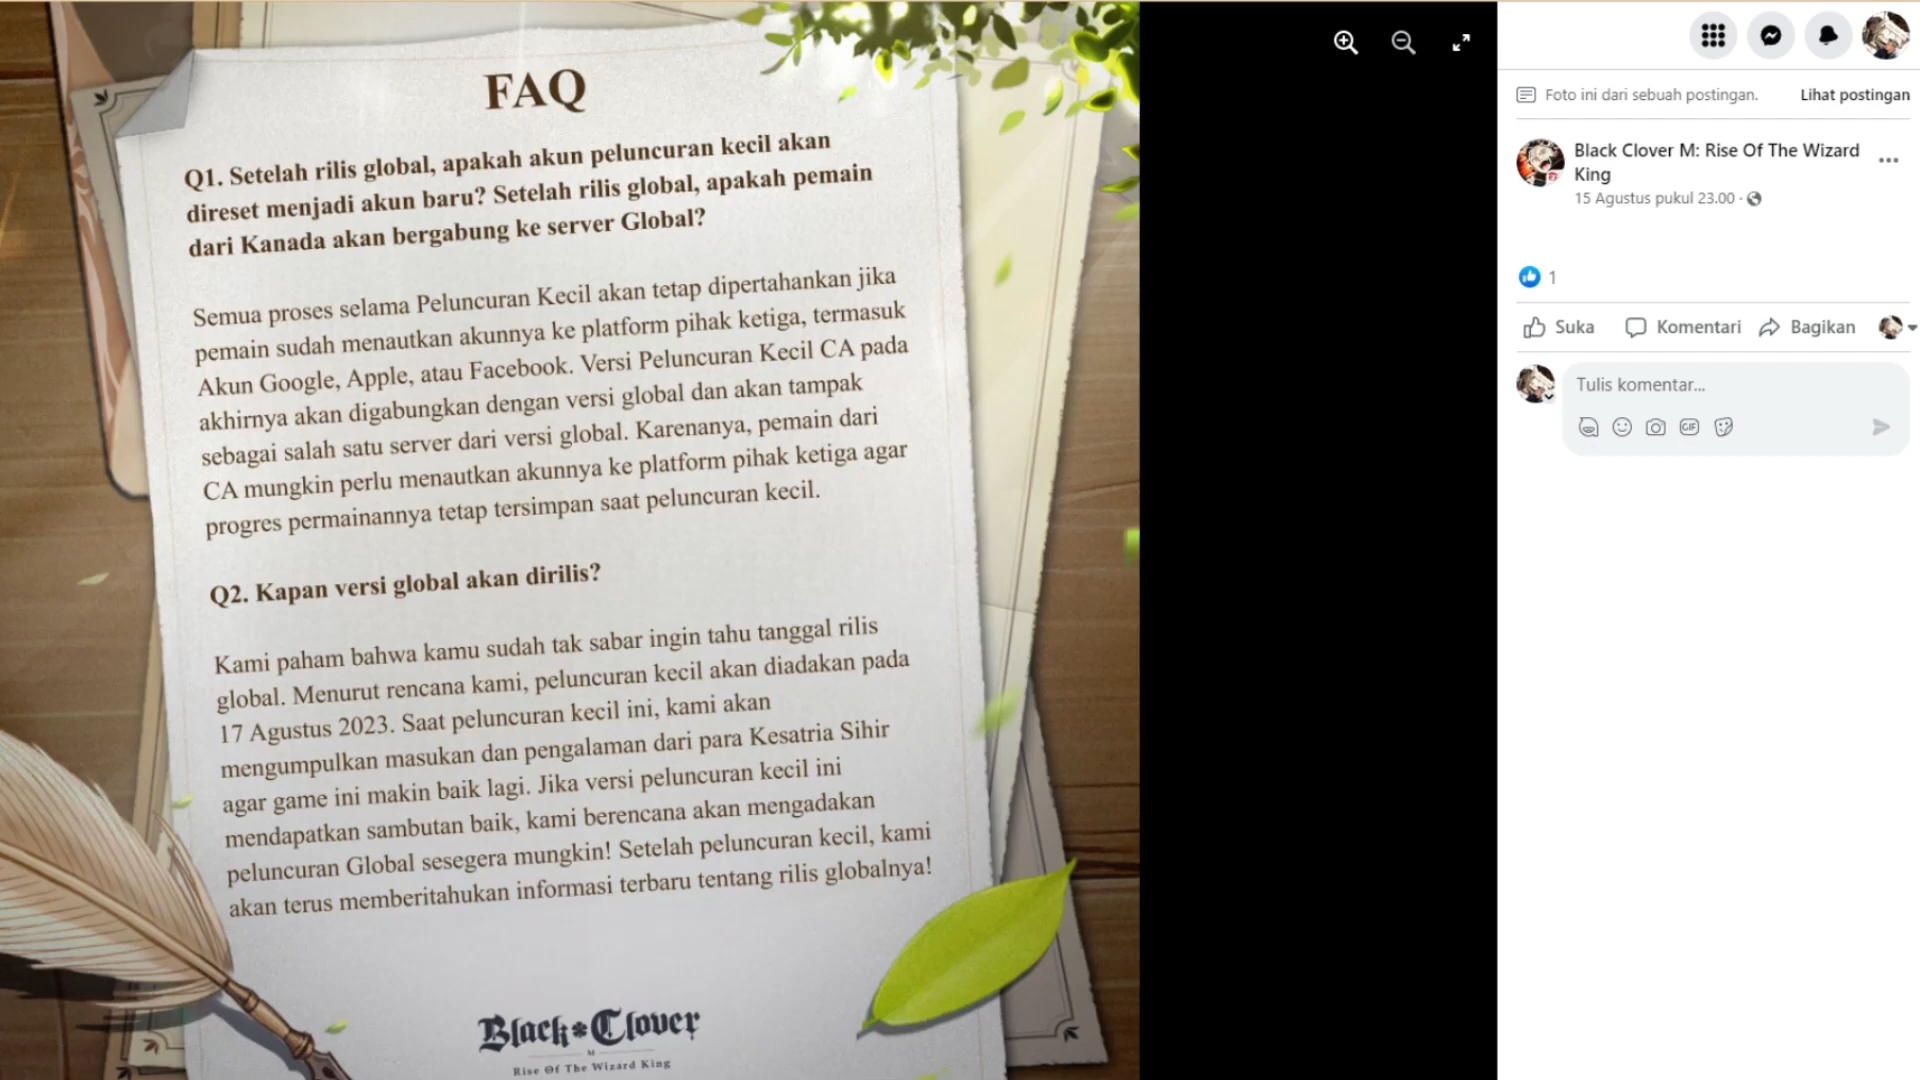 FAQ
Q1. Setelah rilis global, apakah akun peluncuran kecil akan
direset menjadi akun baru? Setelah rilis global, apakah pemain
dari Kanada akan bergabung ke server Global?
Semua proses selama Peluncuran Kecil akan tetap dipertahankan jika
pemain sudah menautkan akunnya ke platform pihak ketiga, termasuk
Akun Google, Apple, atau Facebook. Versi Peluncuran Kecil CA pada
akhirnya akan digabungkan dengan versi global dan akan tampak
sebagai salah satu server dari versi global. Karenanya, pemain dari
CA mungkin perlu menautkan akunnya ke platform pihak ketiga agar
progres permainannya tetap tersimpan saat peluncuran kecil.
Q2. Kapan versi global akan dirilis?
Kami paham bahwa kamu sudah tak sabar ingin tahu tanggal rilis
global. Menurut rencana kami, peluncuran kecil akan diadakan pada
17 Agustus 2023. Saat peluncuran kecil ini, kami akan
mengumpulkan masukan dan pengalaman dari para Kesatria Sihir
agar game ini makin baik lagi. Jika versi peluncuran kecil ini
mendapatkan sambutan baik, kami berencana akan mengadakan
peluncuran Global sesegera mungkin! Setelah peluncuran kecil, kami
akan terus memberitahukan informasi terbaru tentang rilis globalnya!
Black Clover
M
Rise Of The Wizard King
Foto ini dari sebuah postingan. Lihat postingan
Black Clover M: Rise Of The Wizard
King
15 Agustus pukul 23.00 ·
1
Suka Komentari Bagikan
Tulis komentar...
GIF